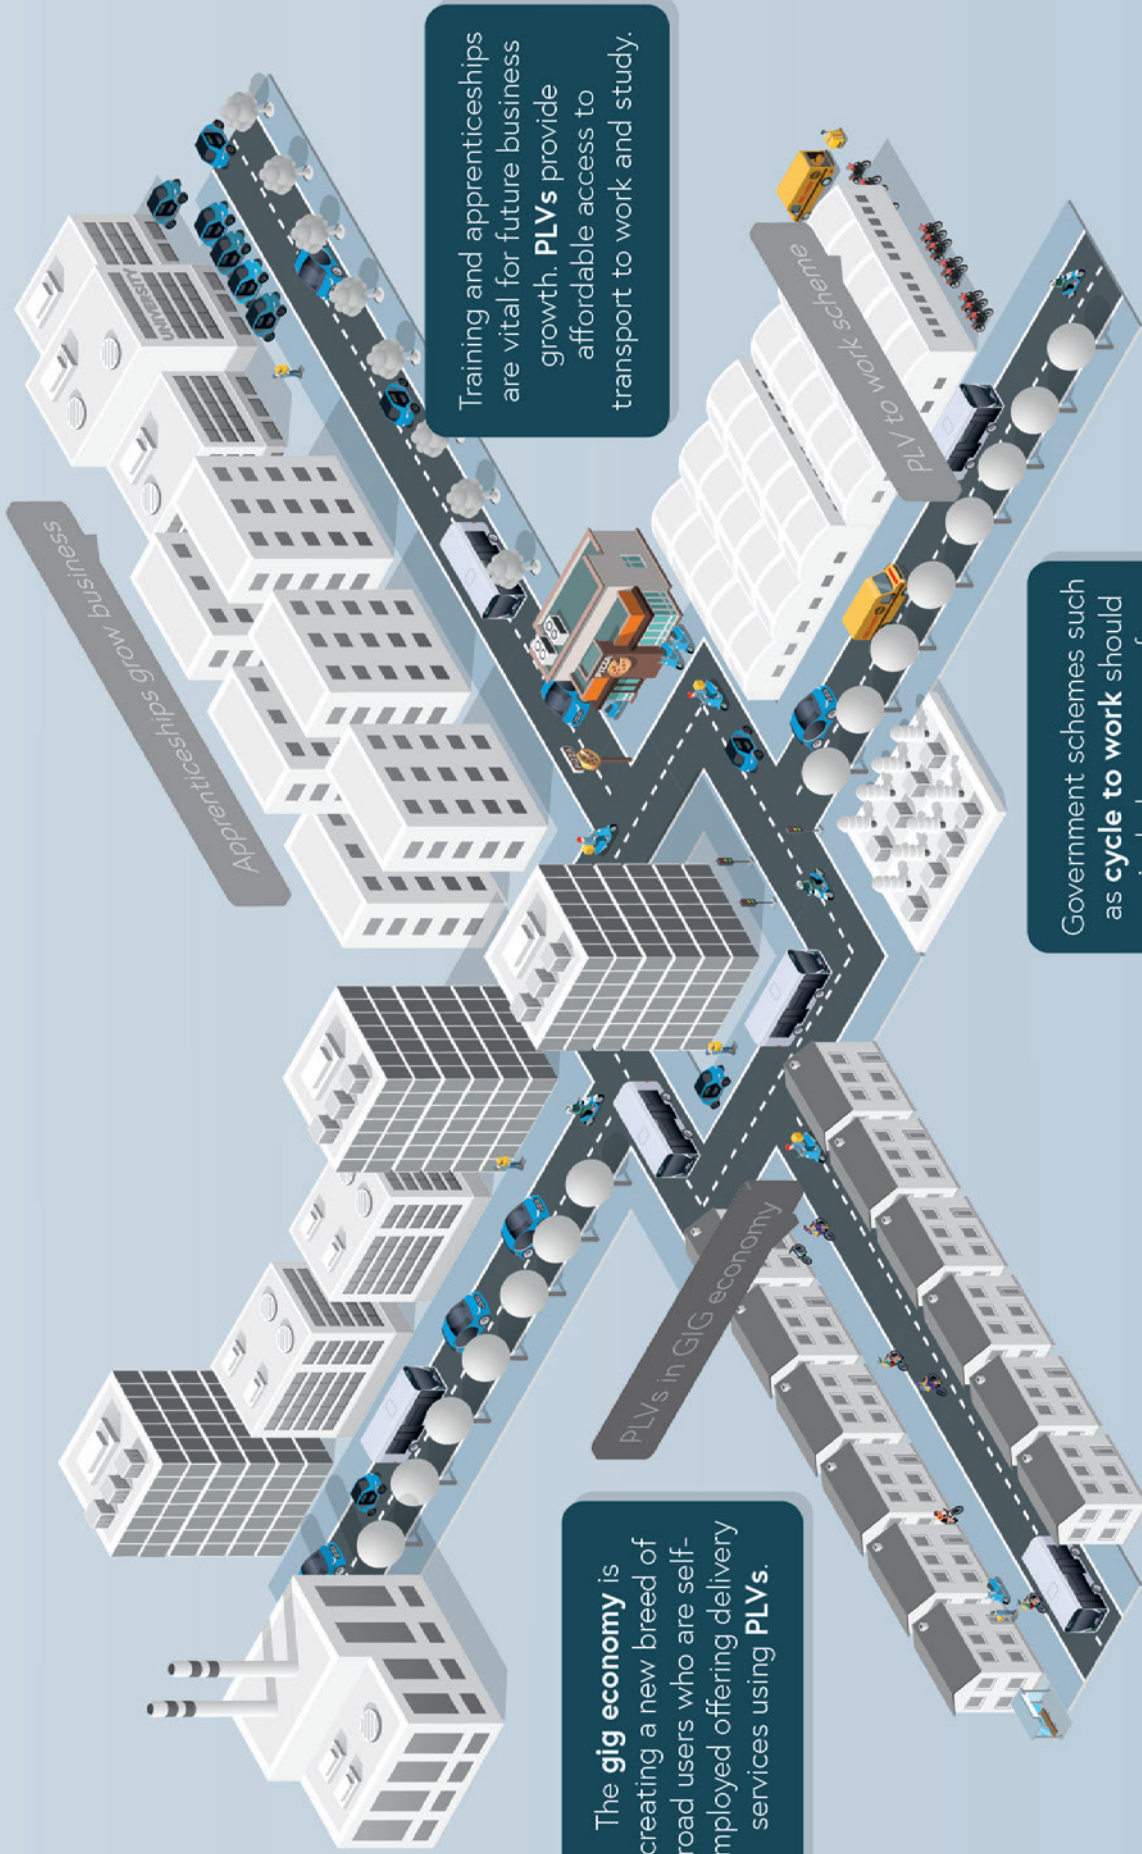 Apprenticeships grow business
UNIVERSITY
Training and apprenticeships
are vital for future business
growth. PLVs provide
affordable access to
transport to work and study.
PIZZA
The gig economy is
creating a new breed of
road users who are self-
mployed offering delivery
services using PLVs.
PLVs in GIG economy
PLV to work scheme
Government schemes such
as cycle to work should